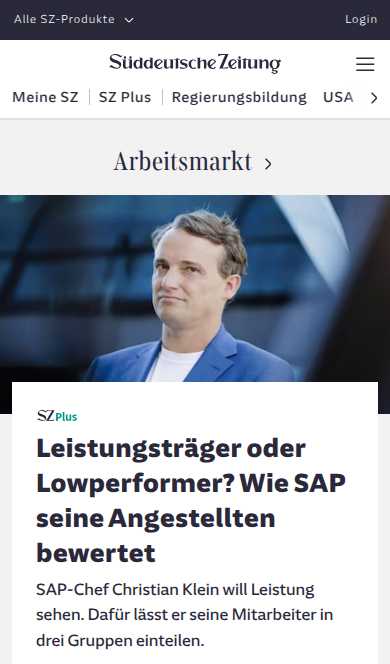 Alle SZ-Produkte
Login
Süddeutsche Zeitung
Meine SZ
SZ Plus
Regierungsbildung
USA
Arbeitsmarkt
SZ Plus
Leistungsträger oder
Lowperformer? Wie SAP
seine Angestellten
bewertet
SAP-Chef Christian Klein will Leistung
sehen. Dafür lässt er seine Mitarbeiter in
drei Gruppen einteilen.